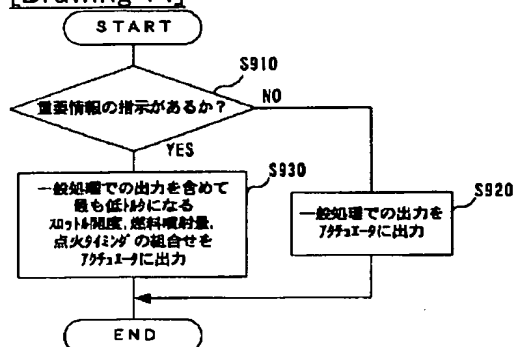 START
S910
重要情報の指示があるか?
NO
YES
S930
一般処理での出力を含めて
最も低トルクになる
スロットル開度,燃料噴射量,
点火タイミングの組合せを
アクチュエータに出力
S920
一般処理での出力を
アクチュエータに出力
END